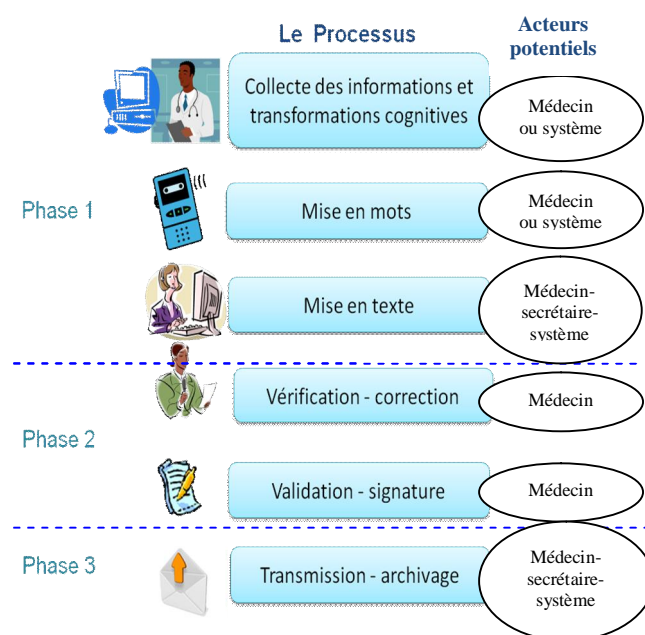 Le Processus
Acteurs
potentiels
Collecte des informations et
transformations cognitives
Médecin
ou système
Phase 1
Mise en mots
Médecin
ou système
Mise en texte
Médecin-
secrétaire-
système
Vérification - correction
Médecin
Phase 2
Validation - signature
Médecin
Phase 3
Transmission - archivage
Médecin-
secrétaire-
système